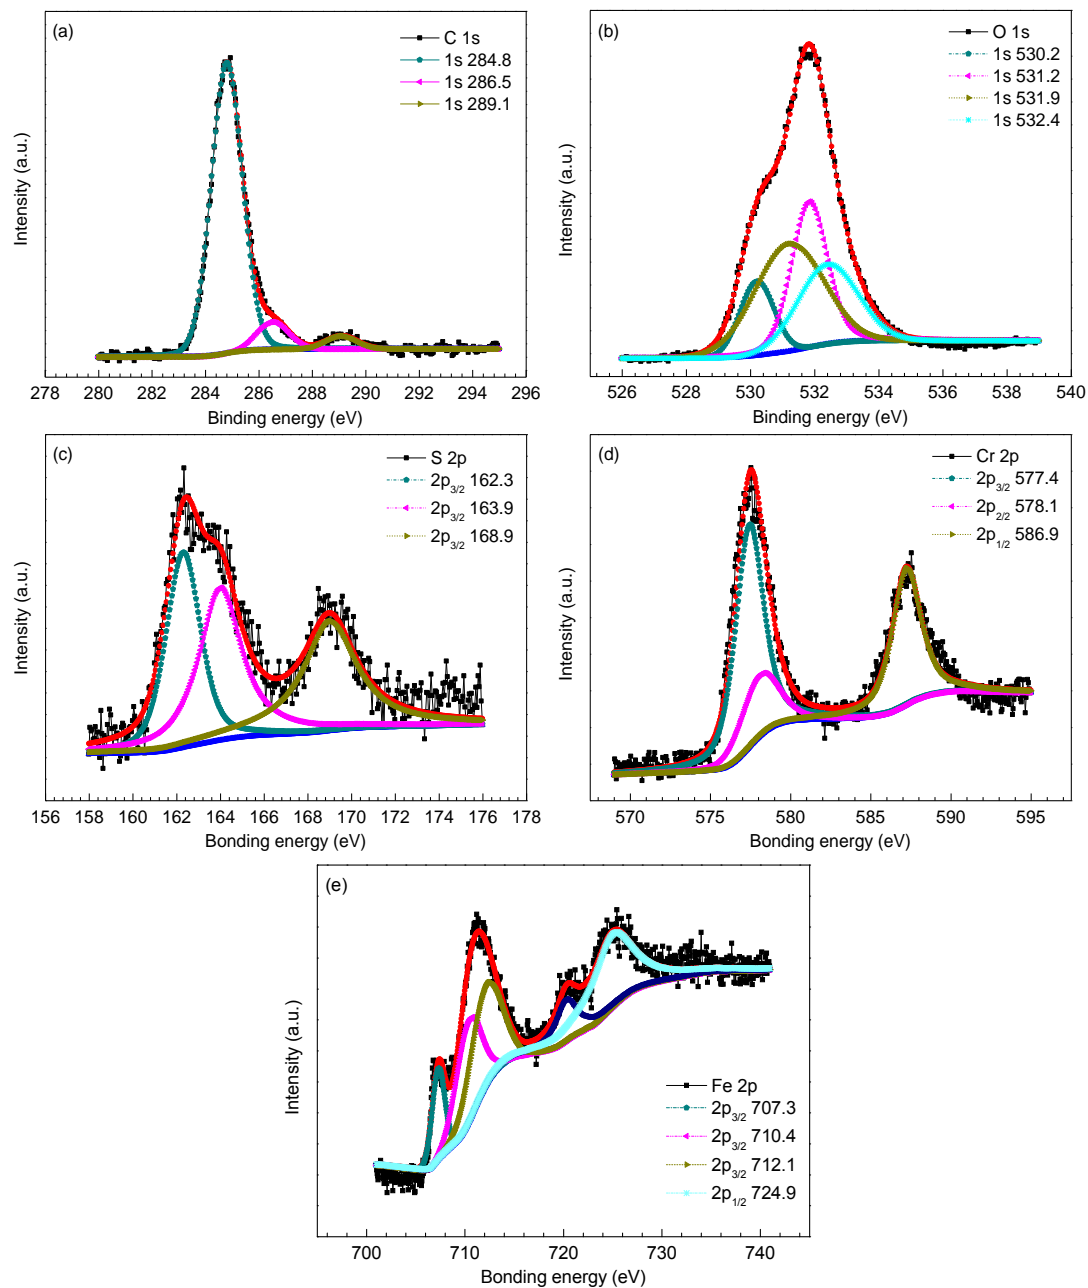 (a)
C 1s
1s 284.8
1s 286.5
1s 289.1
Intensity (a.u.)
278 280 282 284 286 288 290 292 294 296
Binding energy (eV)
(b)
O 1s
1s 530.2
1s 531.2
1s 531.9
1s 532.4
Intensity (a.u.)
526 528 530 532 534 536 538 540
Binding energy (eV)
(c)
S 2p
2p3/2 162.3
2p3/2 163.9
2p3/2 168.9
Intensity (a.u.)
156 158 160 162 164 166 168 170 172 174 176 178
Bonding energy (eV)
(d)
Cr 2p
2p3/2 577.4
2p2/2 578.1
2p1/2 586.9
Intensity (a.u.)
570 575 580 585 590 595
Bonding energy (eV)
(e)
Fe 2p
2p3/2 707.3
2p3/2 710.4
2p3/2 712.1
2p1/2 724.9
Intensity (a.u.)
700 710 720 730 740
Bonding energy (eV)